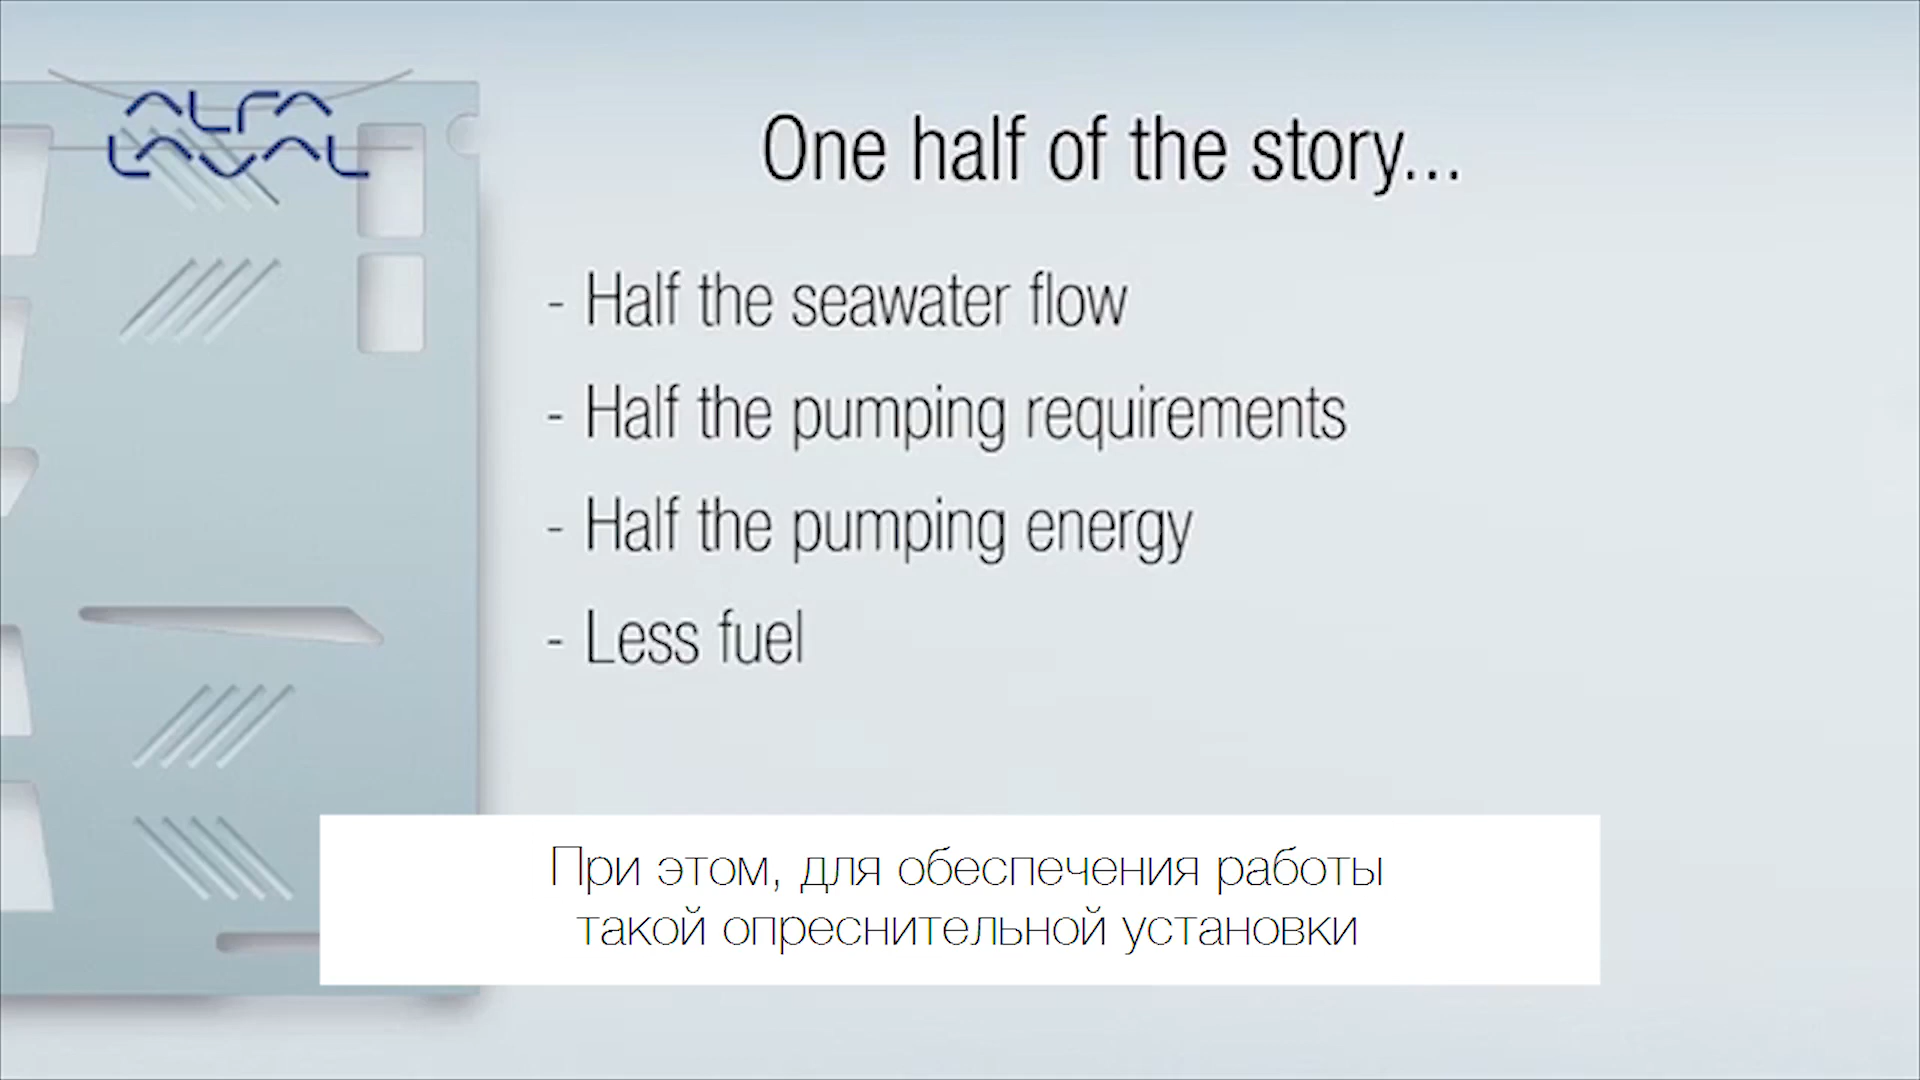 ALFA
LAVAL
One half of the story...
- Half the seawater flow
- Half the pumping requirements
- Half the pumping energy
- Less fuel
При этом, для обеспечения работы
такой опреснительной установки